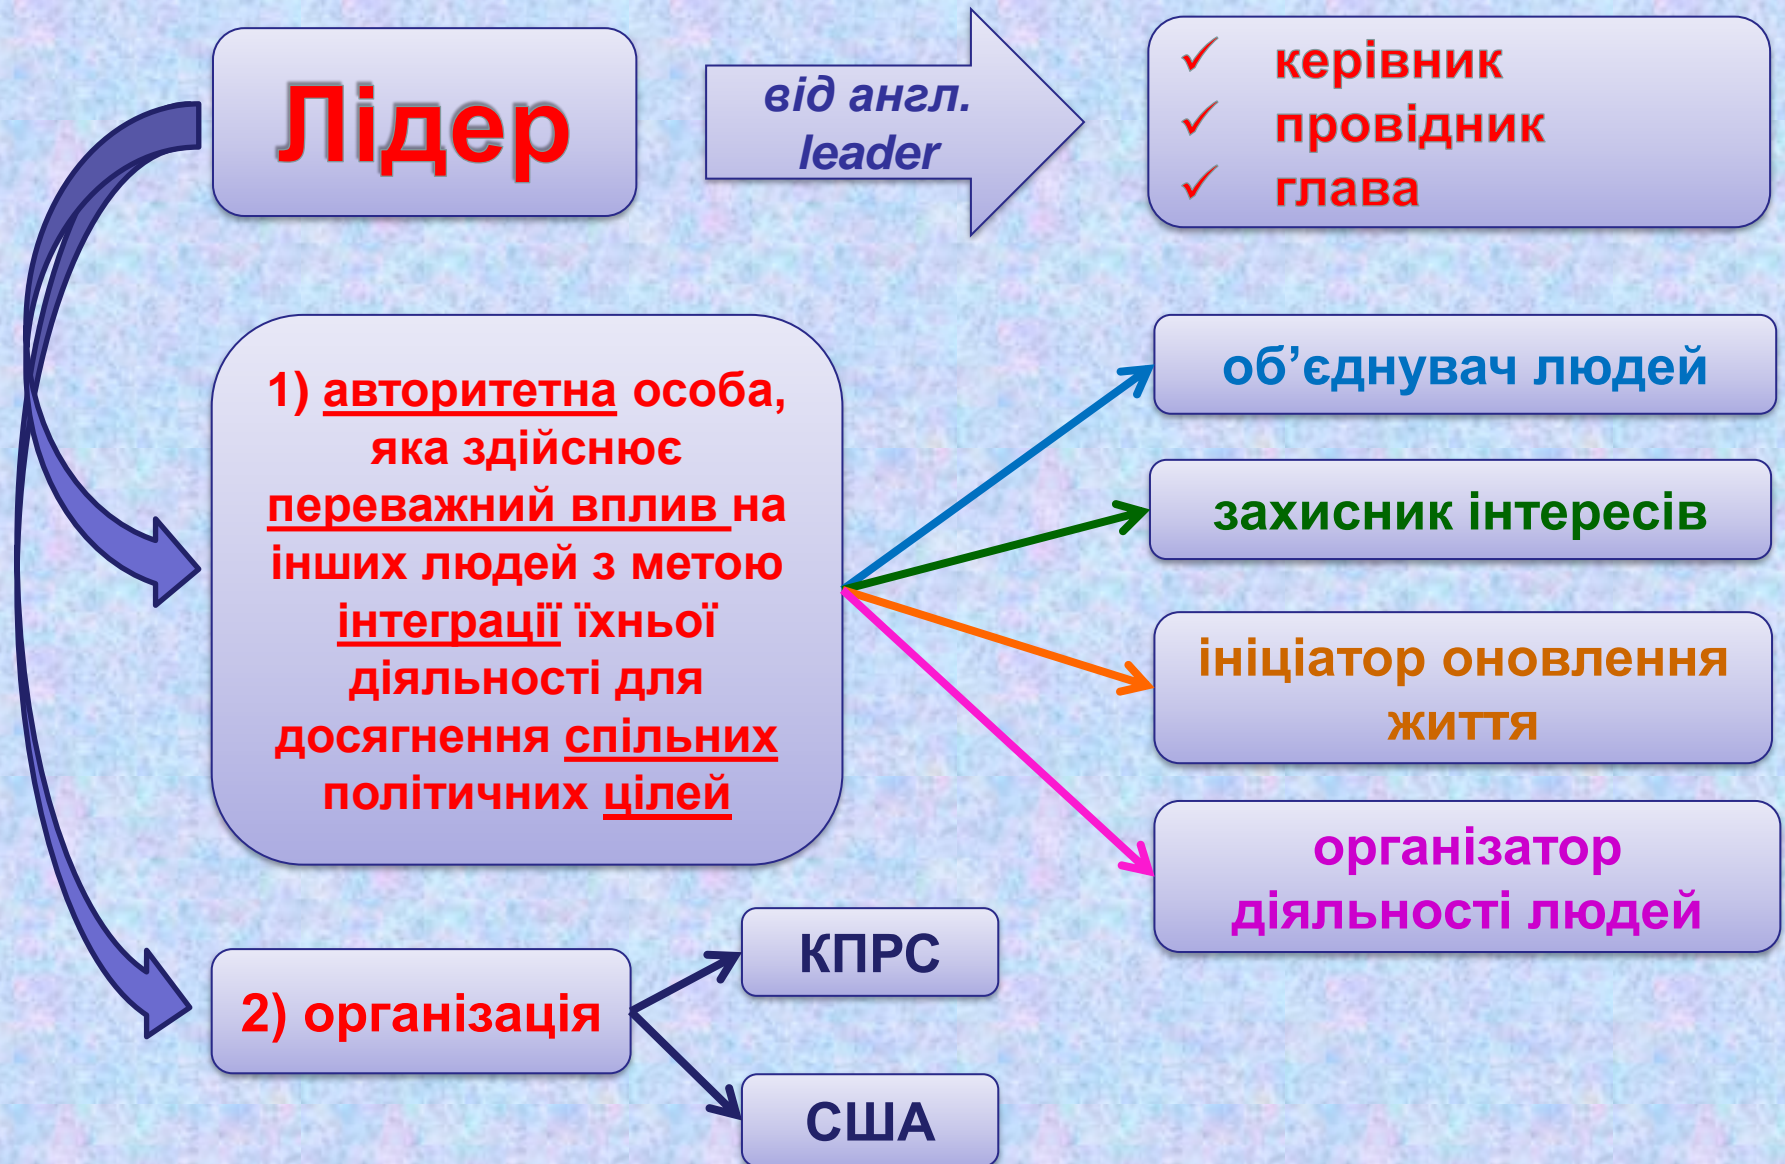 Лідер
від англ.
leader
✓ керівник
✓ провідник
✓ глава
1) авторитетна особа,
яка здійснює
переважний вплив на
інших людей з метою
інтеграції їхньої
діяльності для
досягнення спільних
політичних цілей
об’єднувач людей
захисник інтересів
ініціатор оновлення
життя
організатор
діяльності людей
2) організація
КПРС
США